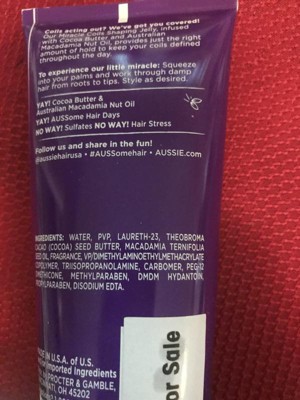 Coils acting out? We've got you covered!
Our Miracle Coils Shaping Jelly, infused
with Cocoa Butter and Australian
Macadamia Nut Oil, provides just the right
amount of hold to keep your coils defined
throughout the day.
To experience our little miracle: Squeeze
into your palms and work through damp
hair from roots to tips. Style as desired.
YAY! Cocoa Butter &
Australian Macadamia Nut Oil
YAY! AUSSome Hair Days
NO WAY! Sulfates NO WAY! Hair Stress
Follow us and share in the fun!
@aussiehairusa • #AUSSomehair • AUSSIE.com
INGREDIENTS: WATER, PVP, LAURETH-23, THEOBROMA
CACAO (COCOA) SEED BUTTER, MACADAMIA TERNIFOLIA
SEED OIL, FRAGRANCE, VP/DIMETHYLAMINOETHYLMETHACRYLATE
COPOLYMER, TRIISOPROPANOLAMINE, CARBOMER, PEG-12
DIMETHICONE, METHYLPARABEN, DMDM HYDANTOIN,
PROPYLPARABEN, DISODIUM EDTA.
MADE IN U.S.A. of U.S.
or Imported Ingredients
PROCTER & GAMBLE,
OH 45202
or Sale